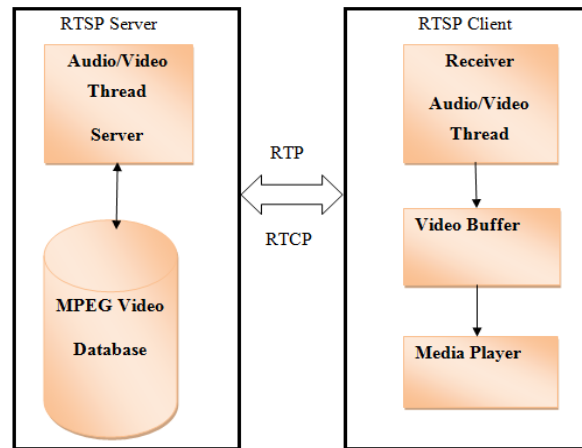 RTSP Server
Audio/Video
Thread
Server
MPEG Video
Database
RTP
RTCP
RTSP Client
Receiver
Audio/Video
Thread
Video Buffer
Media Player